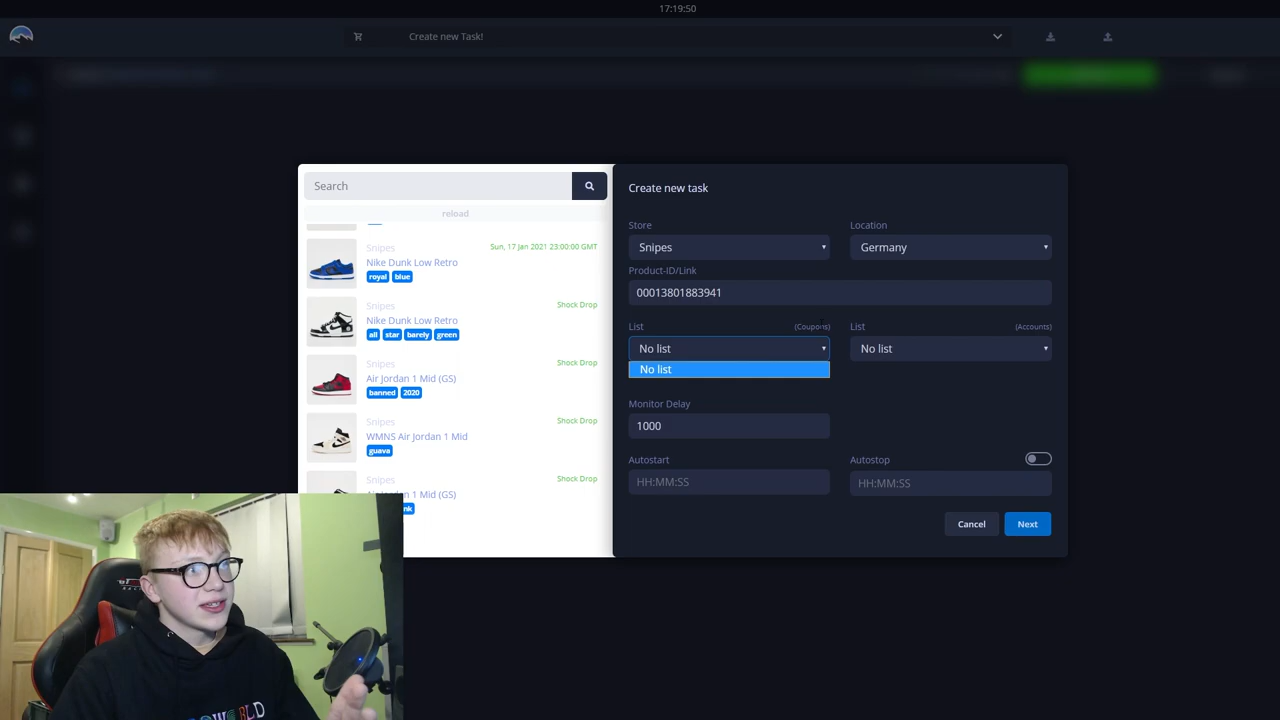 17:19:50
Create new Task!
Search
reload
Snipes
Sun, 17 Jan 2021 23:00:00 GMT
Nike Dunk Low Retro
royal blue
Snipes
Shock Drop
Nike Dunk Low Retro
all star barely green
Snipes
Shock Drop
Air Jordan 1 Mid (GS)
banned 2020
Snipes
Shock Drop
WMNS Air Jordan 1 Mid
guava
Snipes
Shock Drop
1 Mid (GS)
Create new task
Store
Location
Snipes
Germany
Product-ID/Link
00013801883941
List
(Coupons)
List
(Accounts)
No list
No list
No list
Monitor Delay
1000
Autostart
Autostop
HH:MM:SS
HH:MM:SS
Cancel
Next